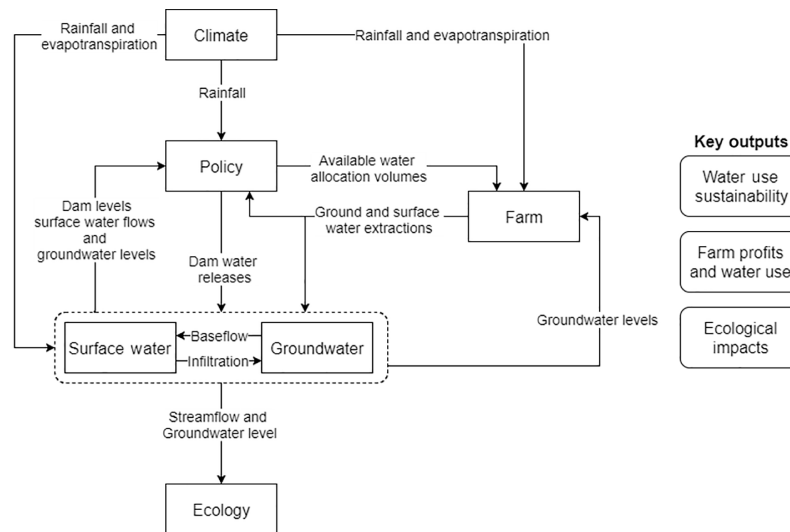 Rainfall and
evapotranspiration
Climate
Rainfall and evapotranspiration
Rainfall
Policy
Available water
allocation volumes
Dam levels
surface water flows
and
groundwater levels
Ground and surface
water extractions
Farm
Dam water
releases
Surface water
Baseflow
Infiltration
Groundwater
Groundwater levels
Streamflow and
Groundwater level
Ecology
Key outputs
Water use
sustainability
Farm profits
and water use
Ecological
impacts